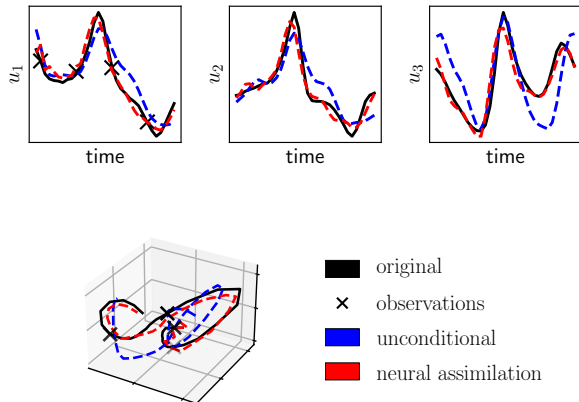 u1
time
u2
time
u3
time
original
observations
unconditional
neural assimilation